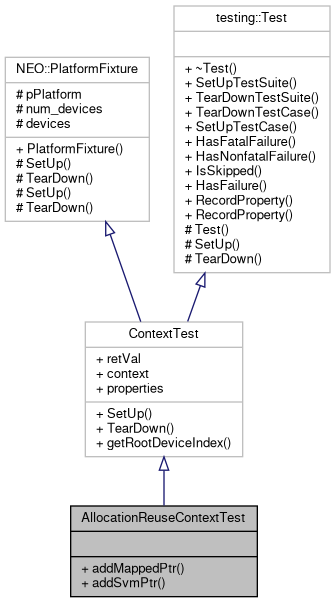 testing::Test
+ ~Test()
+ SetUpTestSuite()
+ TearDownTestSuite()
+ TearDownTestCase()
+ SetUpTestCase()
+ HasFatalFailure()
+ HasNonfatalFailure()
+ IsSkipped()
+ HasFailure()
+ RecordProperty()
+ RecordProperty()
# Test()
# SetUp()
# TearDown()
NEO::PlatformFixture
# pPlatform
# num_devices
# devices
+ PlatformFixture()
# SetUp()
# TearDown()
# SetUp()
# TearDown()
ContextTest
+ retVal
+ context
+ properties
+ SetUp()
+ TearDown()
+ getRootDeviceIndex()
AllocationReuseContextTest
+ addMappedPtr()
+ addSvmPtr()